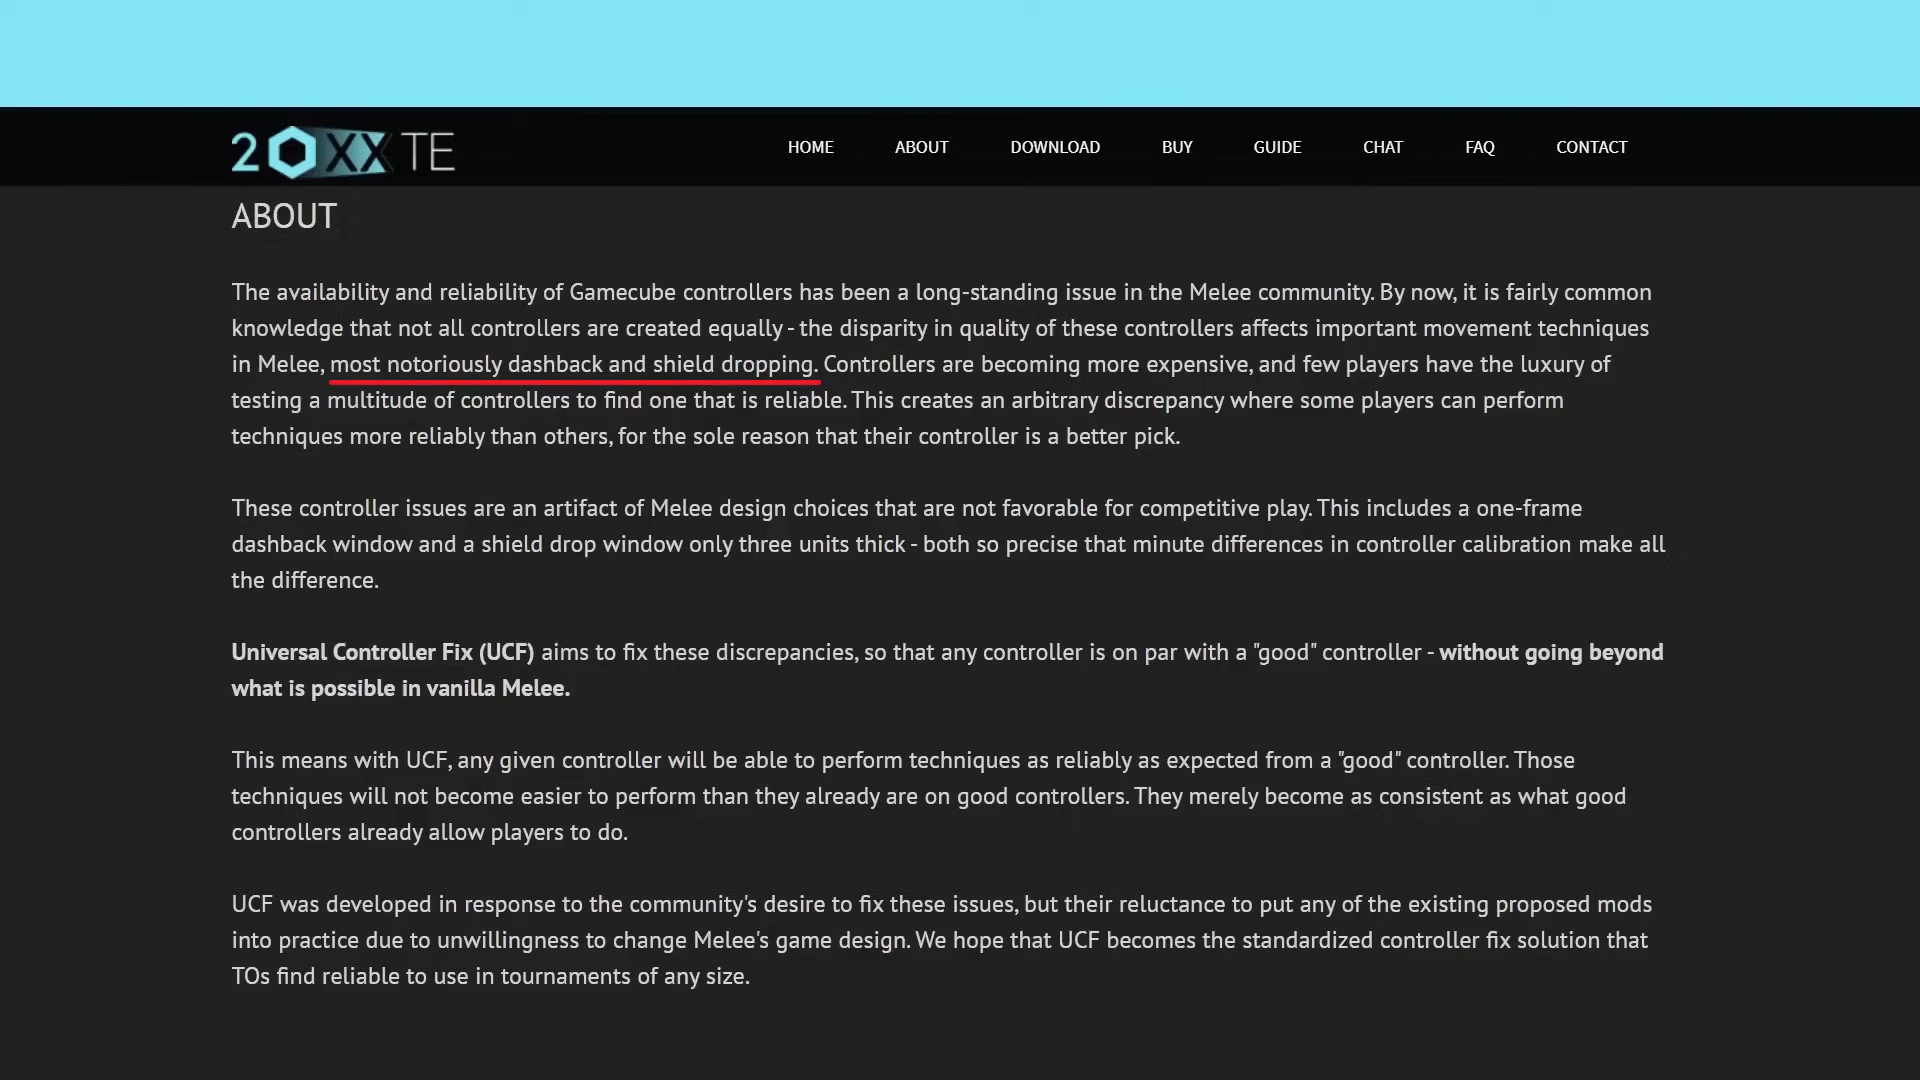 2OXXTE
HOME ABOUT DOWNLOAD BUY GUIDE CHAT FAQ CONTACT
ABOUT
The availability and reliability of Gamecube controllers has been a long-standing issue in the Melee community. By now, it is fairly common
knowledge that not all controllers are created equally - the disparity in quality of these controllers affects important movement techniques
in Melee, most notoriously dashback and shield dropping. Controllers are becoming more expensive, and few players have the luxury of
testing a multitude of controllers to find one that is reliable. This creates an arbitrary discrepancy where some players can perform
techniques more reliably than others, for the sole reason that their controller is a better pick.
These controller issues are an artifact of Melee design choices that are not favorable for competitive play. This includes a one-frame
dashback window and a shield drop window only three units thick - both so precise that minute differences in controller calibration make all
the difference.
Universal Controller Fix (UCF) aims to fix these discrepancies, so that any controller is on par with a "good" controller - without going beyond
what is possible in vanilla Melee.
This means with UCF, any given controller will be able to perform techniques as reliably as expected from a "good" controller. Those
techniques will not become easier to perform than they already are on good controllers. They merely become as consistent as what good
controllers already allow players to do.
UCF was developed in response to the community's desire to fix these issues, but their reluctance to put any of the existing proposed mods
into practice due to unwillingness to change Melee's game design. We hope that UCF becomes the standardized controller fix solution that
TOs find reliable to use in tournaments of any size.